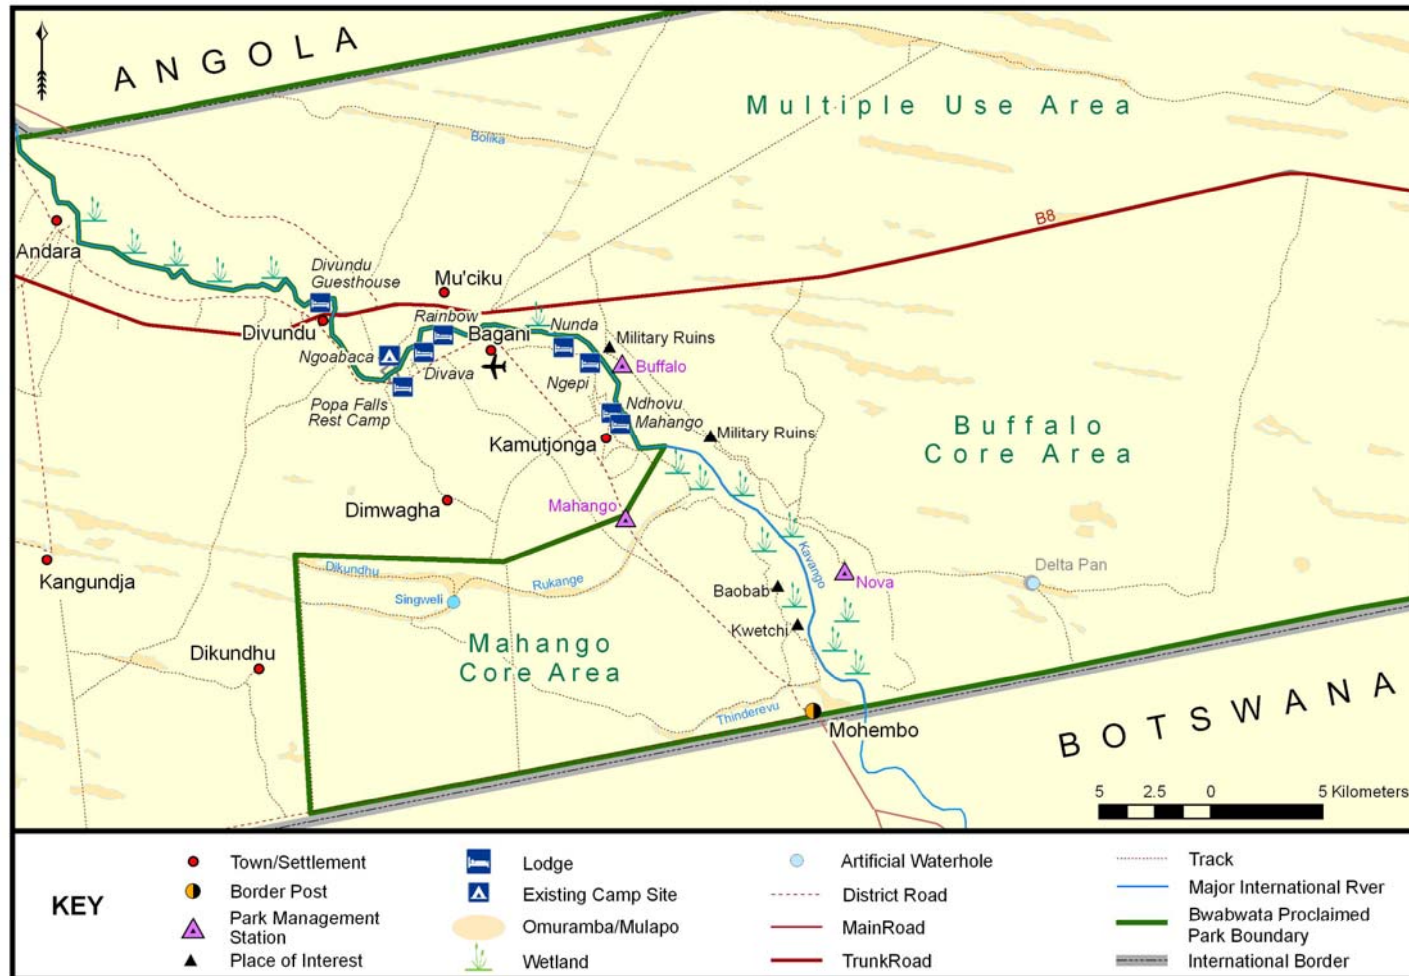 ANGOLA
Multiple Use Area
Bolika
B8
Andara
Divundu
Guesthouse
Mu'ciku
Rainbow
Divundu
Bagani
Nunda
Military Ruins
Ngoabaca
Buffalo
Divava
Ngepi
Popa Falls
Rest Camp
Ndhovu
Mahango
Military Ruins
Kamutjonga
Buffalo
Core Area
Dimwagha
Mahango
Kavango
Kangundja
Dikundhu
Rukange
Singweli
Baobab
Nova
Delta Pan
Kwetchi
Mahango
Core Area
Dikundhu
Thinderevu
Mohembo
BOTSWANA
5 2.5 0 5 Kilometers
KEY
Town/Settlement
Border Post
Park Management
Station
Place of Interest
Lodge
Existing Camp Site
Omuramba/Mulapo
Wetland
Artificial Waterhole
District Road
MainRoad
TrunkRoad
Track
Major International Rver
Bwabwata Proclaimed
Park Boundary
International Border